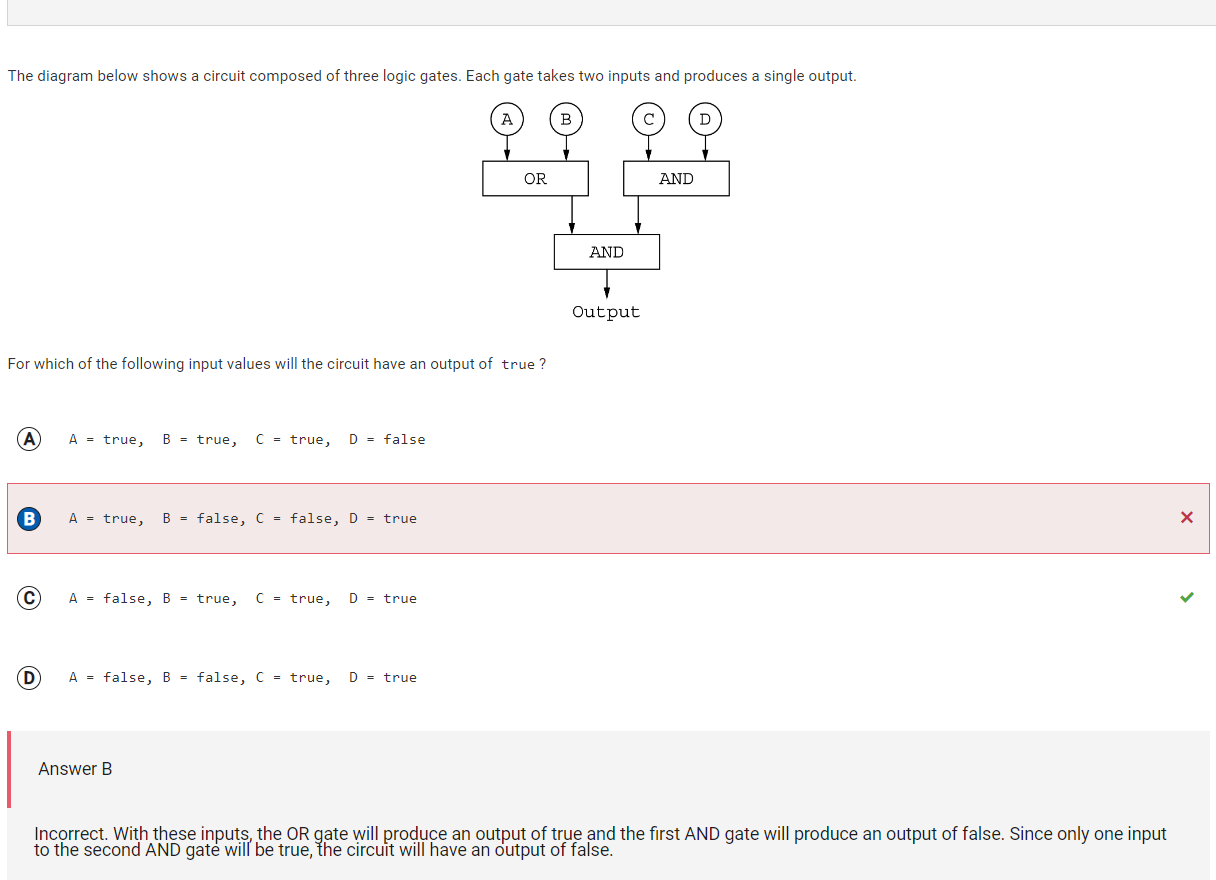 The diagram below shows a circuit composed of three logic gates. Each gate takes two inputs and produces a single output.
A B C D
OR AND
AND
Output
For which of the following input values will the circuit have an output of true ?
A A = true, B = true, C = true, D = false
B A = true, B = false, C = false, D = true
C A = false, B = true, C = true, D = true
D A = false, B = false, C = true, D = true
Answer B
Incorrect. With these inputs, the OR gate will produce an output of true and the first AND gate will produce an output of false. Since only one input
to the second AND gate will be true, the circuit will have an output of false.